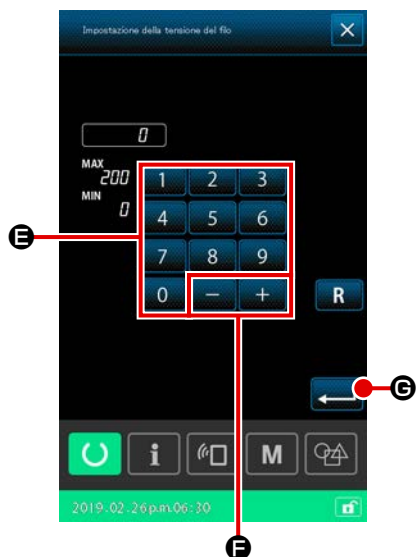 Impostazione della tensione del filo
0
MAX
200
MIN
0
1 2 3
4 5 6
7 8 9
0 − +
R
E
G
i M
2019.02.26p.m.06:30
F